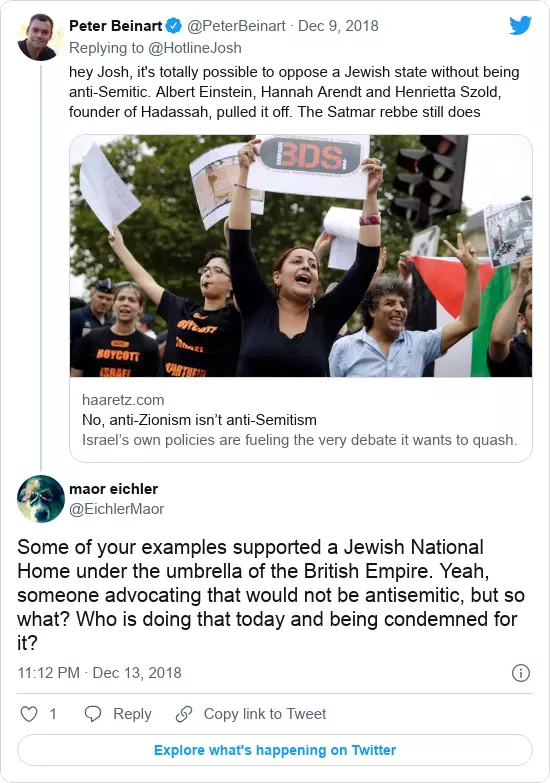 Peter Beinart @PeterBeinart · Dec 9, 2018
Replying to @HotlineJosh
hey Josh, it's totally possible to oppose a Jewish state without being
anti-Semitic. Albert Einstein, Hannah Arendt and Henrietta Szold,
founder of Hadassah, pulled it off. The Satmar rebbe still does
BDS
BOYCOTT
ISRAEL
BOYCOTT
haaretz.com
No, anti-Zionism isn’t anti-Semitism
Israel’s own policies are fueling the very debate it wants to quash.
maor eichler
@EichlerMaor
Some of your examples supported a Jewish National
Home under the umbrella of the British Empire. Yeah,
someone advocating that would not be antisemitic, but so
what? Who is doing that today and being condemned for
it?
11:12 PM · Dec 13, 2018
1 Reply Copy link to Tweet
Explore what's happening on Twitter